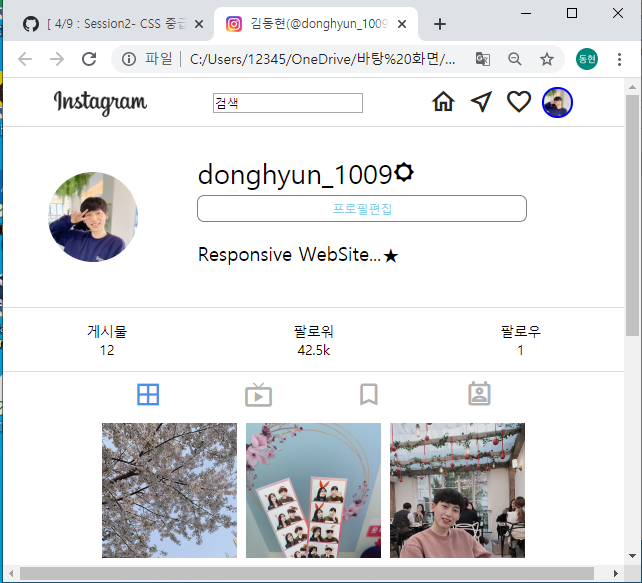 [ 4/9 : Session2- CSS 중급
김동현(@donghyun_1009
파일
C:/Users/12345/OneDrive/바탕%20화면/...
동현
Instagram
검색
donghyun_1009
프로필편집
Responsive WebSite...★
게시물
팔로워
팔로우
12
42.5k
1